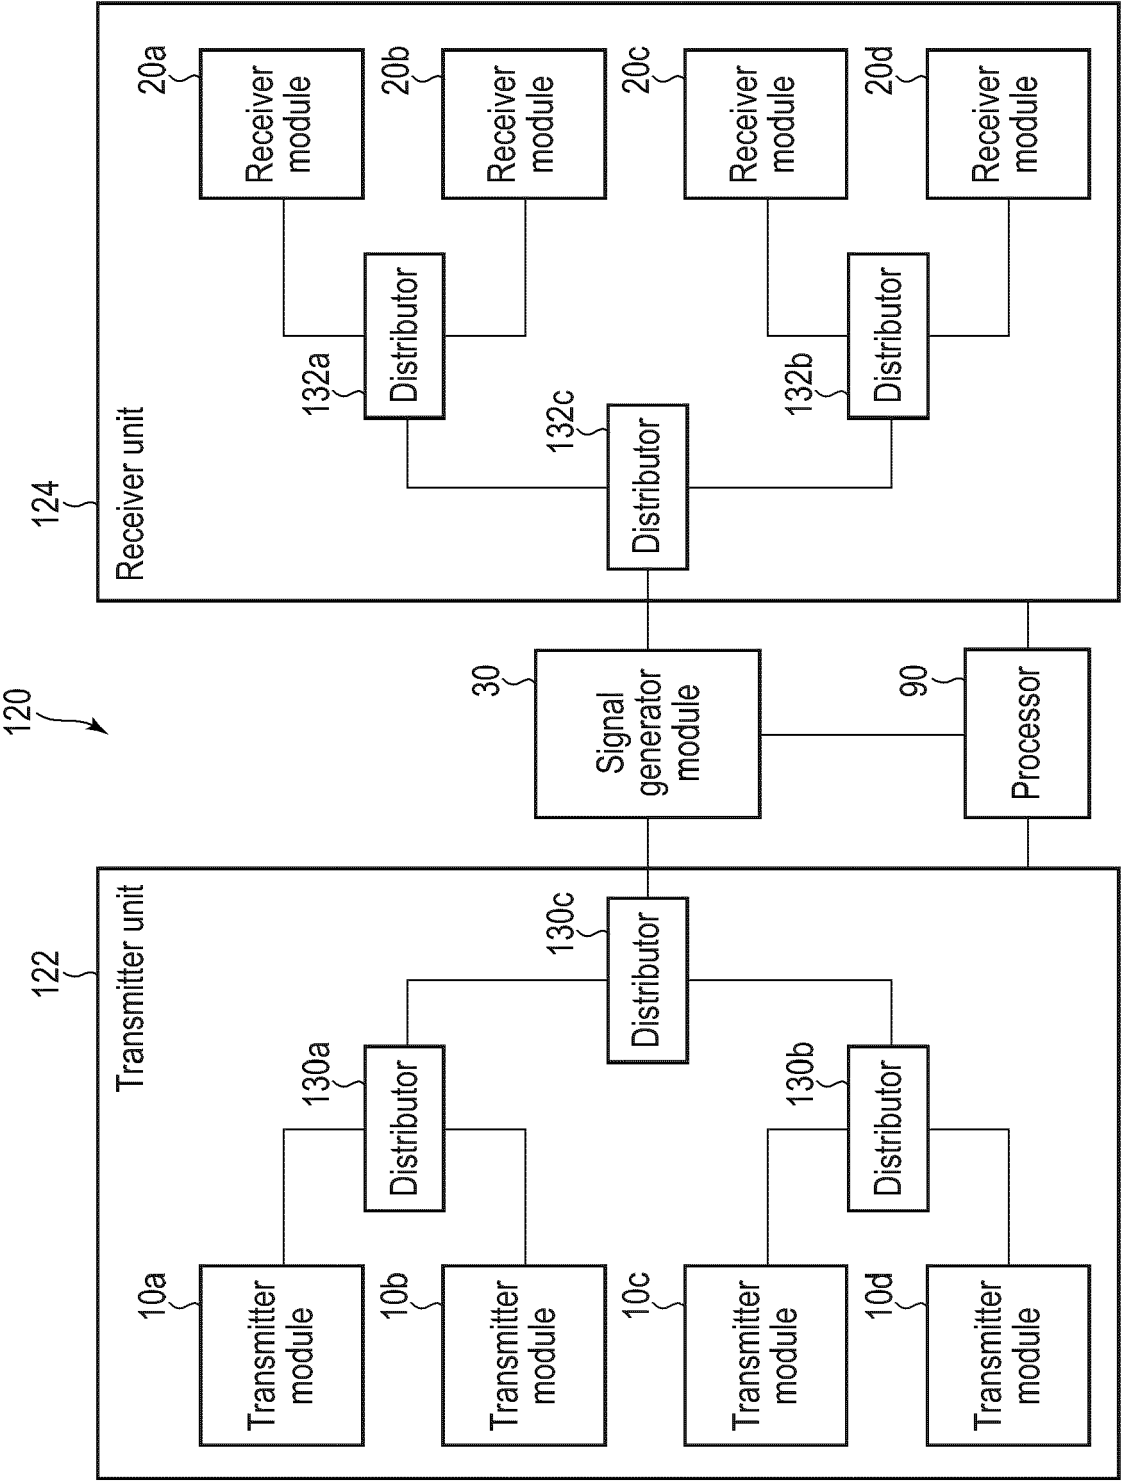 120
122
Transmitter unit
10a
Transmitter
module
10b
Transmitter
module
10c
Transmitter
module
10d
Transmitter
module
130a
Distributor
130b
Distributor
130c
Distributor
30
Signal
generator
module
90
Processor
124
Receiver unit
132c
Distributor
132a
Distributor
132b
Distributor
20a
Receiver
module
20b
Receiver
module
20c
Receiver
module
20d
Receiver
module